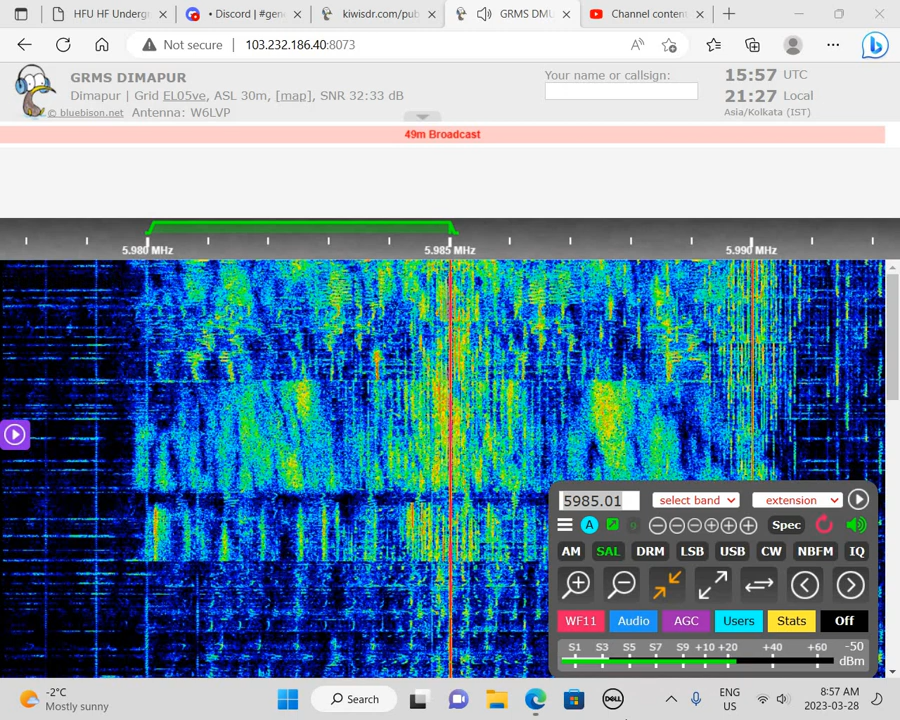 HFU HF Undergr
• Discord | #gene
kiwisdr.com/pub
GRMS DMU
Channel content
Not secure | 103.232.186.40:8073
GRMS DIMAPUR
Dimapur | Grid EL05ve, ASL 30m, [map], SNR 32:33 dB
© bluebison.net Antenna: W6LVP
Your name or callsign:
15:57 UTC
21:27 Local
Asia/Kolkata (IST)
49m Broadcast
5.980 MHz 5.985 MHz 5.990 MHz
5985.01 select band extension
A 9 Spec
AM SAL DRM LSB USB CW NBFM IQ
WF11 Audio AGC Users Stats Off
S1 S3 S5 S7 S9 +10 +20 +40 +60 -50
dBm
-2°C
Mostly sunny
Search
DELL
ENG
US
8:57 AM
2023-03-28